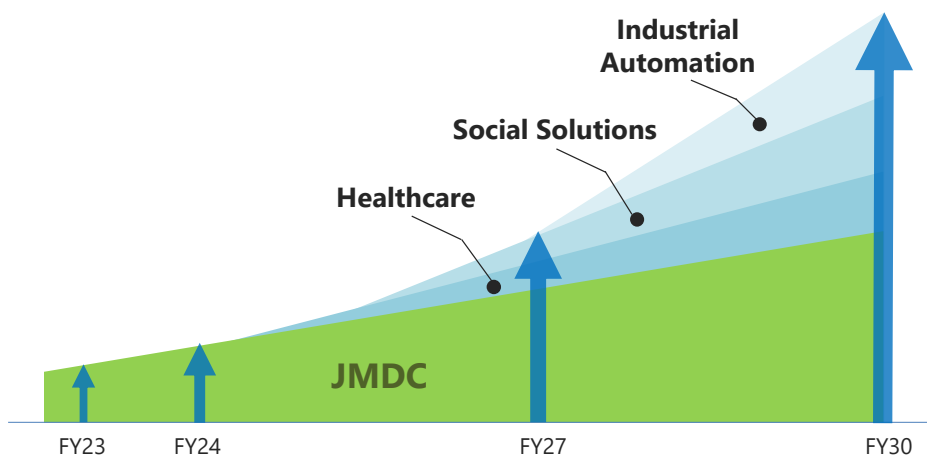 Industrial
Automation
Social Solutions
Healthcare
JMDC
FY23
FY24
FY27
FY30